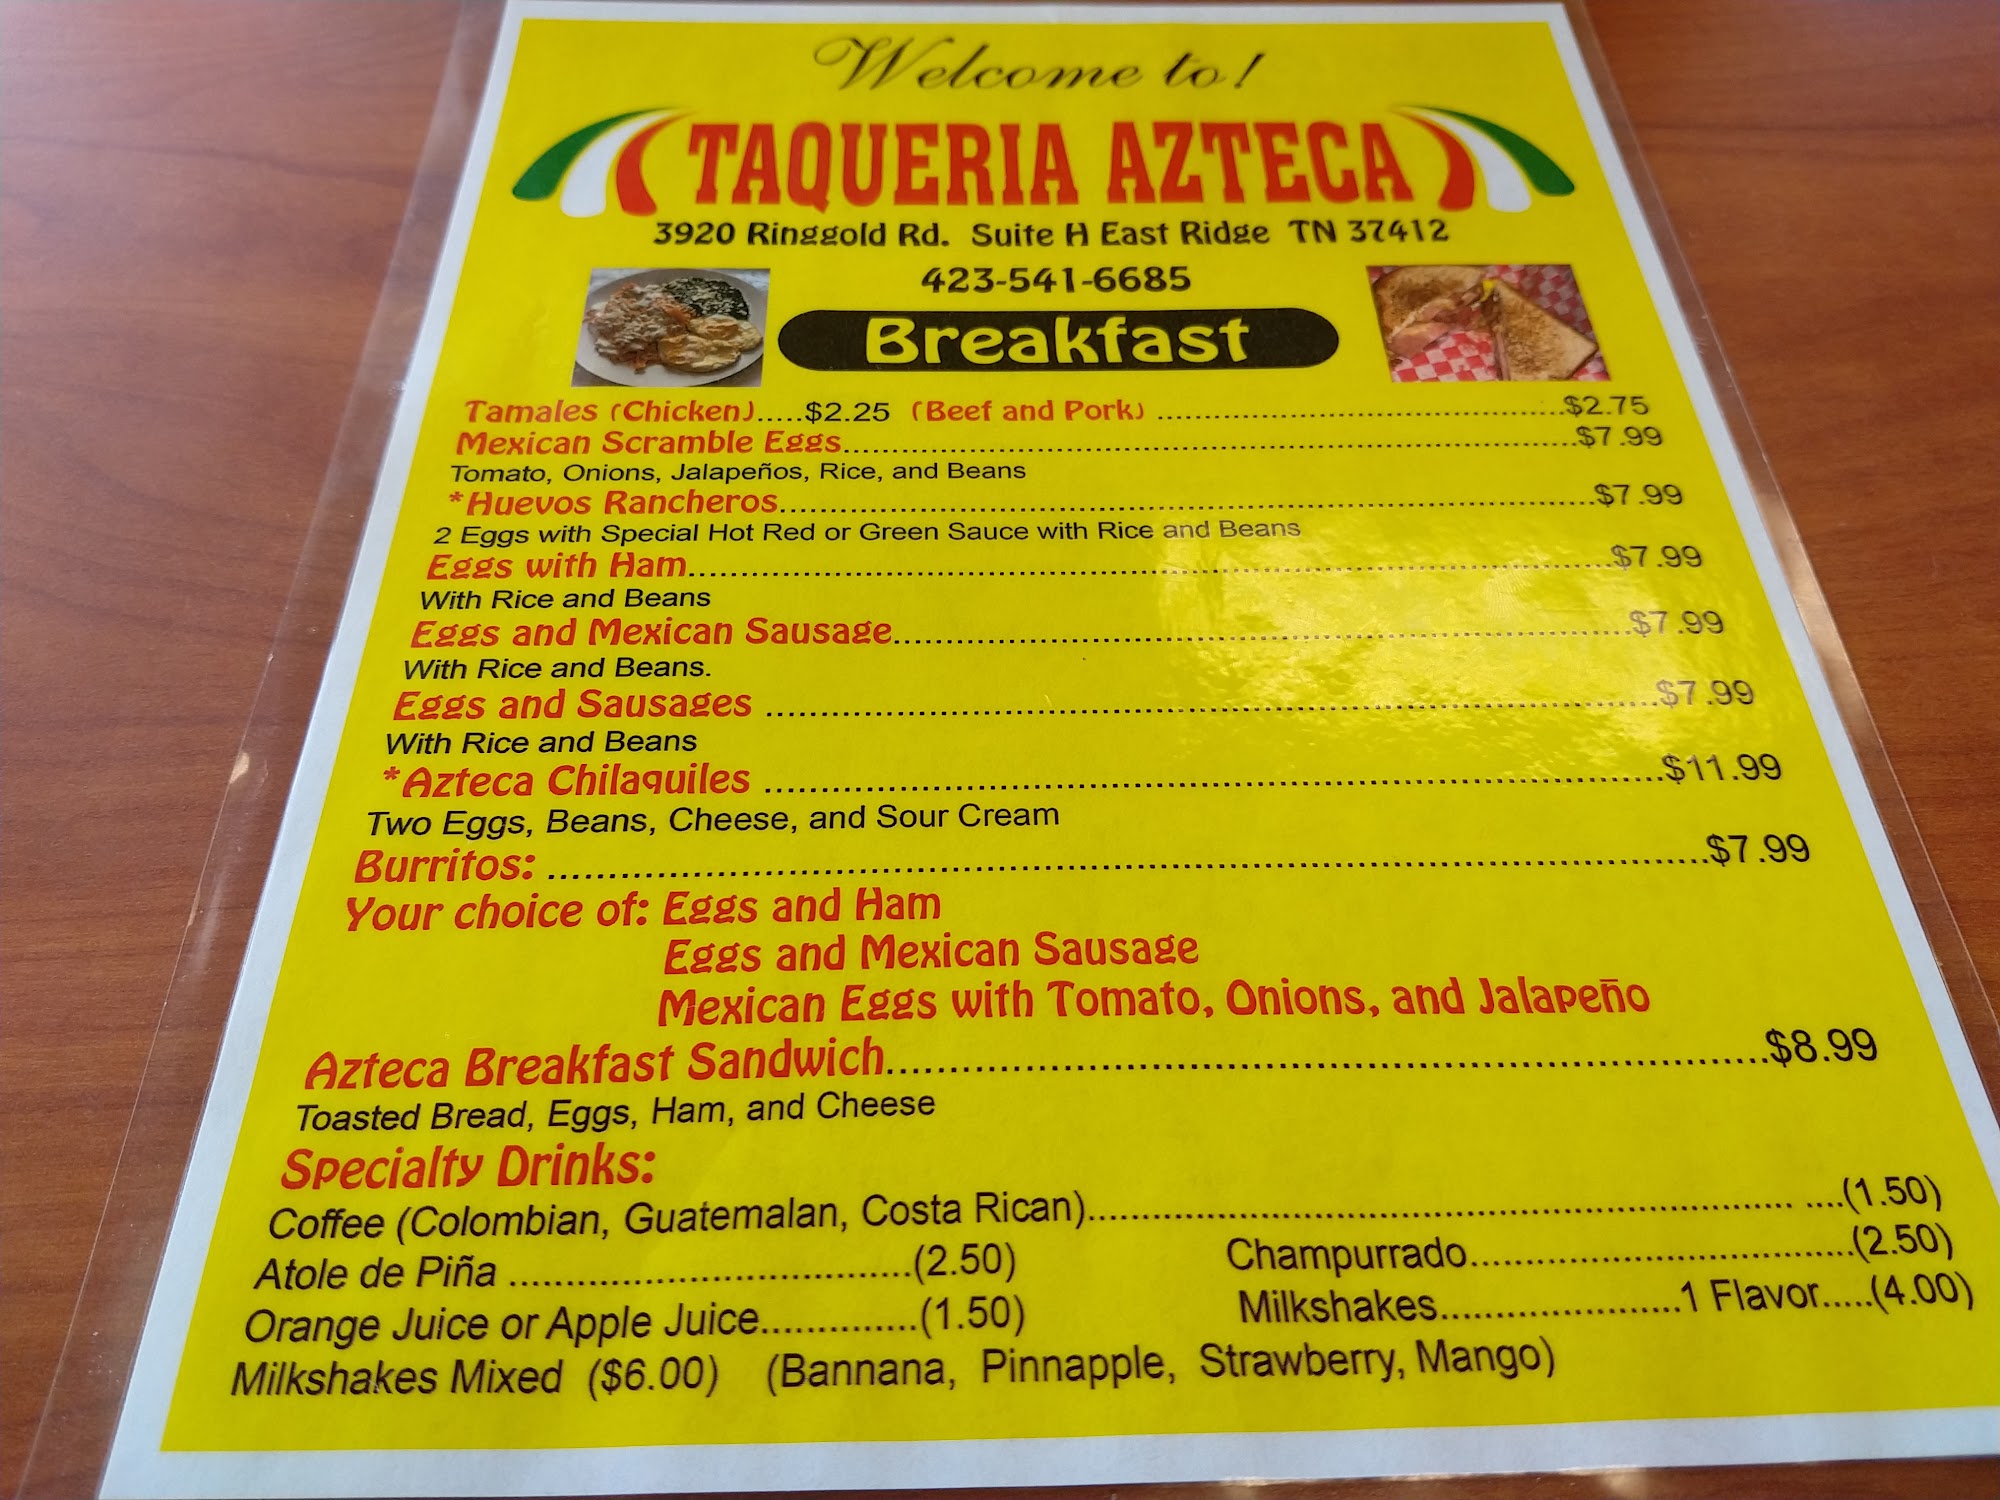 Welcome to!
TAQUERIA AZTECA
3920 Ringgold Rd. Suite H East Ridge TN 37412
423-541-6685
Breakfast
Tamales (Chicken).....$2.25 (Beef and Pork) ..........................................$2.75
Mexican Scramble Eggs..........................................................................$7.99
Tomato, Onions, Jalapeños, Rice, and Beans
*Huevos Rancheros..................................................................................$7.99
2 Eggs with Special Hot Red or Green Sauce with Rice and Beans
Eggs with Ham..........................................................................................$7.99
With Rice and Beans
Eggs and Mexican Sausage......................................................................$7.99
With Rice and Beans.
Eggs and Sausages ..................................................................................$7.99
With Rice and Beans
*Azteca Chilaquiles ..................................................................................$11.99
Two Eggs, Beans, Cheese, and Sour Cream
Burritos: ....................................................................................................$7.99
Your choice of: Eggs and Ham
Eggs and Mexican Sausage
Mexican Eggs with Tomato, Onions, and Jalapeño
Azteca Breakfast Sandwich......................................................................$8.99
Toasted Bread, Eggs, Ham, and Cheese
Specialty Drinks:
Coffee (Colombian, Guatemalan, Costa Rican).................................................................. ....(1.50)
Atole de Piña .....................................(2.50) Champurrado...................................(2.50)
Orange Juice or Apple Juice..............(1.50) Milkshakes......................1 Flavor.....(4.00)
Milkshakes Mixed ($6.00) (Bannana, Pinnapple, Strawberry, Mango)